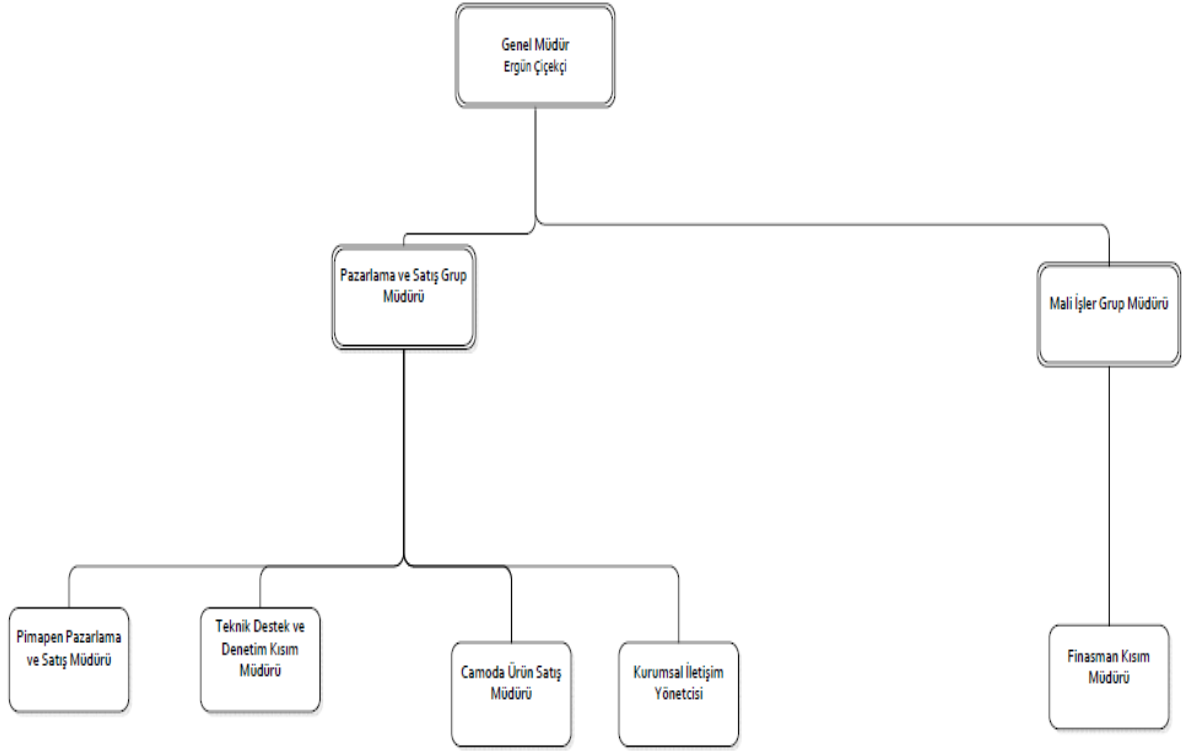 Genel Müdür
Ergün Çiçekçi
Pazarlama ve Satış Grup
Müdürü
Mali İşler Grup Müdürü
Pimapen Pazarlama
ve Satış Müdürü
Teknik Destek ve
Denetim Kısım
Müdürü
Camoda Ürün Satış
Müdürü
Kurumsal İletişim
Yönetcisi
Finasman Kısım
Müdürü